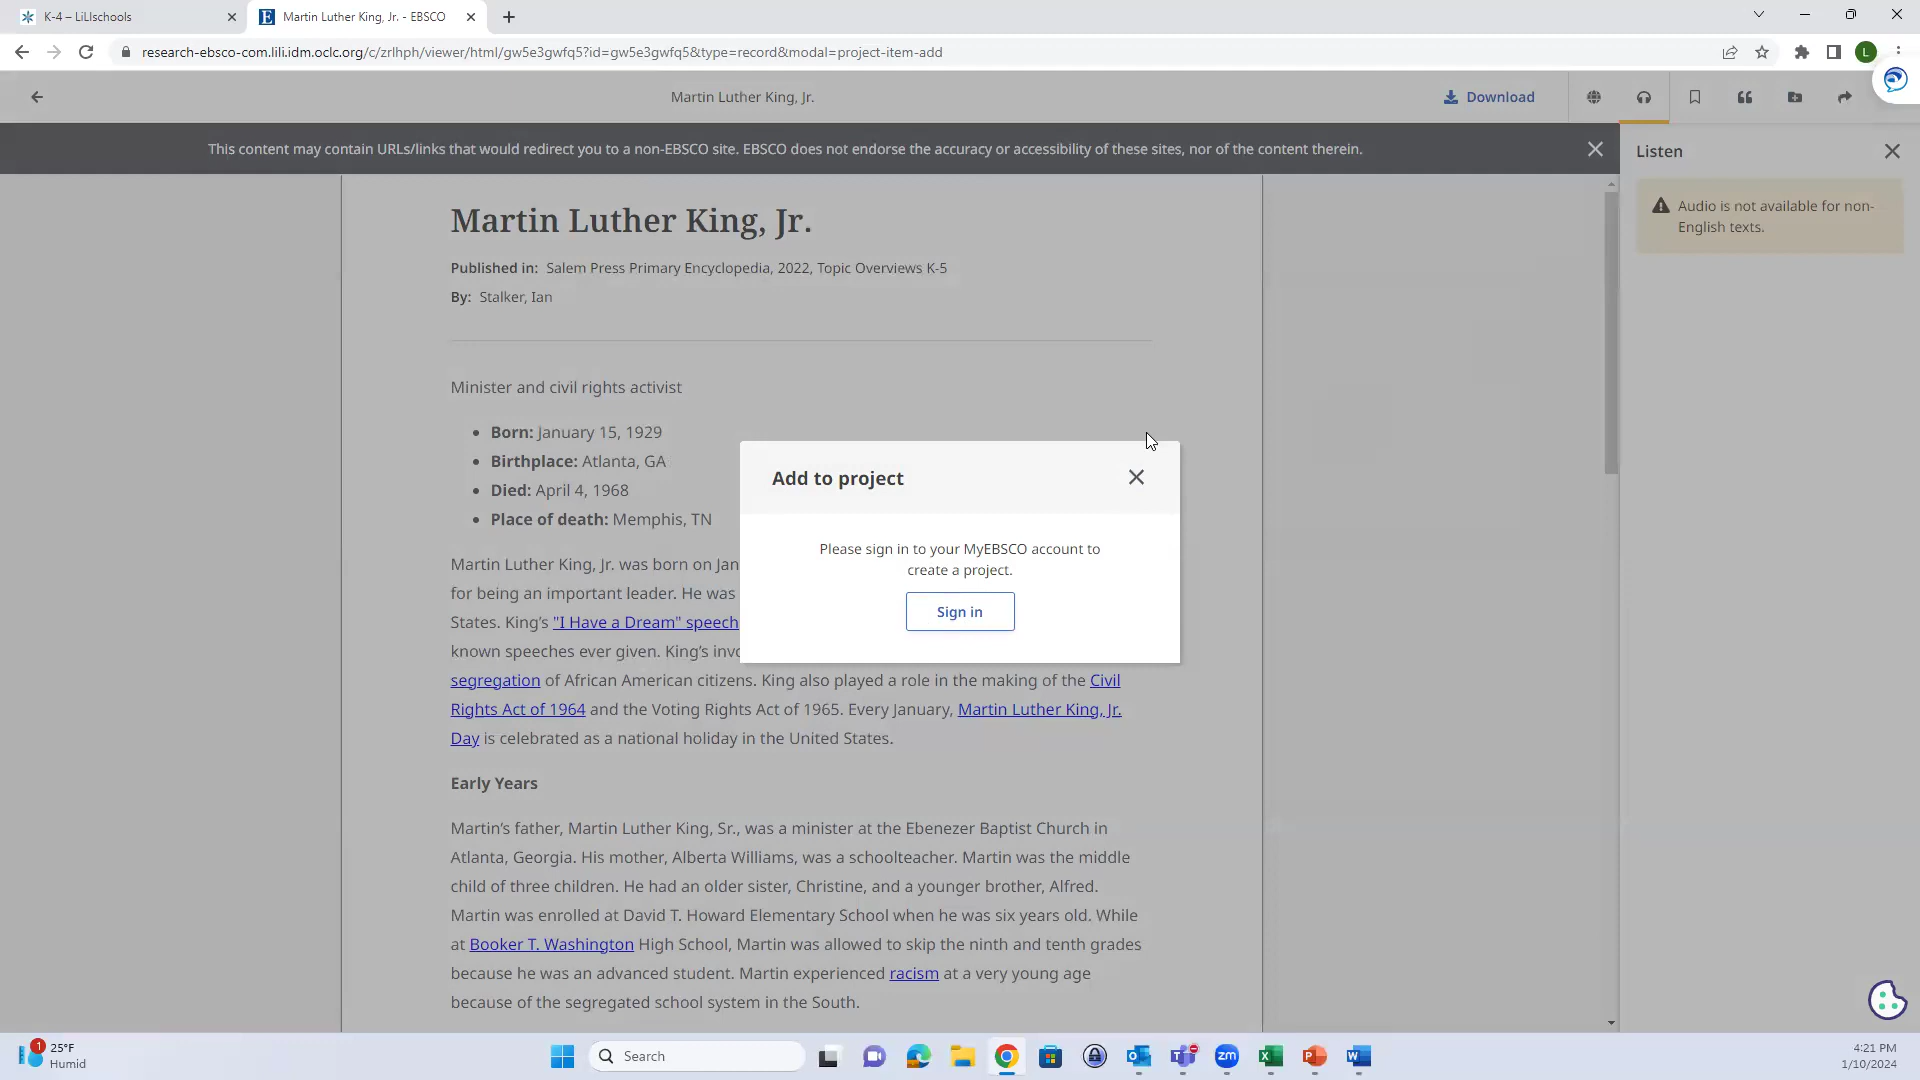 K-4 – LiLIschools
Martin Luther King, Jr. - EBSCO
research-ebsco-com.lili.idm.oclc.org/c/zrlhph/viewer/html/gw5e3gwfq5?id=gw5e3gwfq5&type=record&modal=project-item-add
L
Martin Luther King, Jr.
Download
This content may contain URLs/links that would redirect you to a non-EBSCO site. EBSCO does not endorse the accuracy or accessibility of these sites, nor of the content therein.
Listen
Audio is not available for non-
English texts.
Martin Luther King, Jr.
Published in: Salem Press Primary Encyclopedia, 2022, Topic Overviews K-5
By: Stalker, Ian
Minister and civil rights activist
• Born: January 15, 1929
• Birthplace: Atlanta, GA
• Died: April 4, 1968
• Place of death: Memphis, TN
Add to project
Please sign in to your MyEBSCO account to
create a project.
Sign in
Martin Luther King, Jr. was born on Jan
for being an important leader. He was
States. King's "I Have a Dream" speech
known speeches ever given. King's invo
segregation of African American citizens. King also played a role in the making of the Civil
Rights Act of 1964 and the Voting Rights Act of 1965. Every January, Martin Luther King, Jr.
Day is celebrated as a national holiday in the United States.
Early Years
Martin's father, Martin Luther King, Sr., was a minister at the Ebenezer Baptist Church in
Atlanta, Georgia. His mother, Alberta Williams, was a schoolteacher. Martin was the middle
child of three children. He had an older sister, Christine, and a younger brother, Alfred.
Martin was enrolled at David T. Howard Elementary School when he was six years old. While
at Booker T. Washington High School, Martin was allowed to skip the ninth and tenth grades
because he was an advanced student. Martin experienced racism at a very young age
because of the segregated school system in the South.
1
25°F
Humid
Search
zm
4:21 PM
1/10/2024